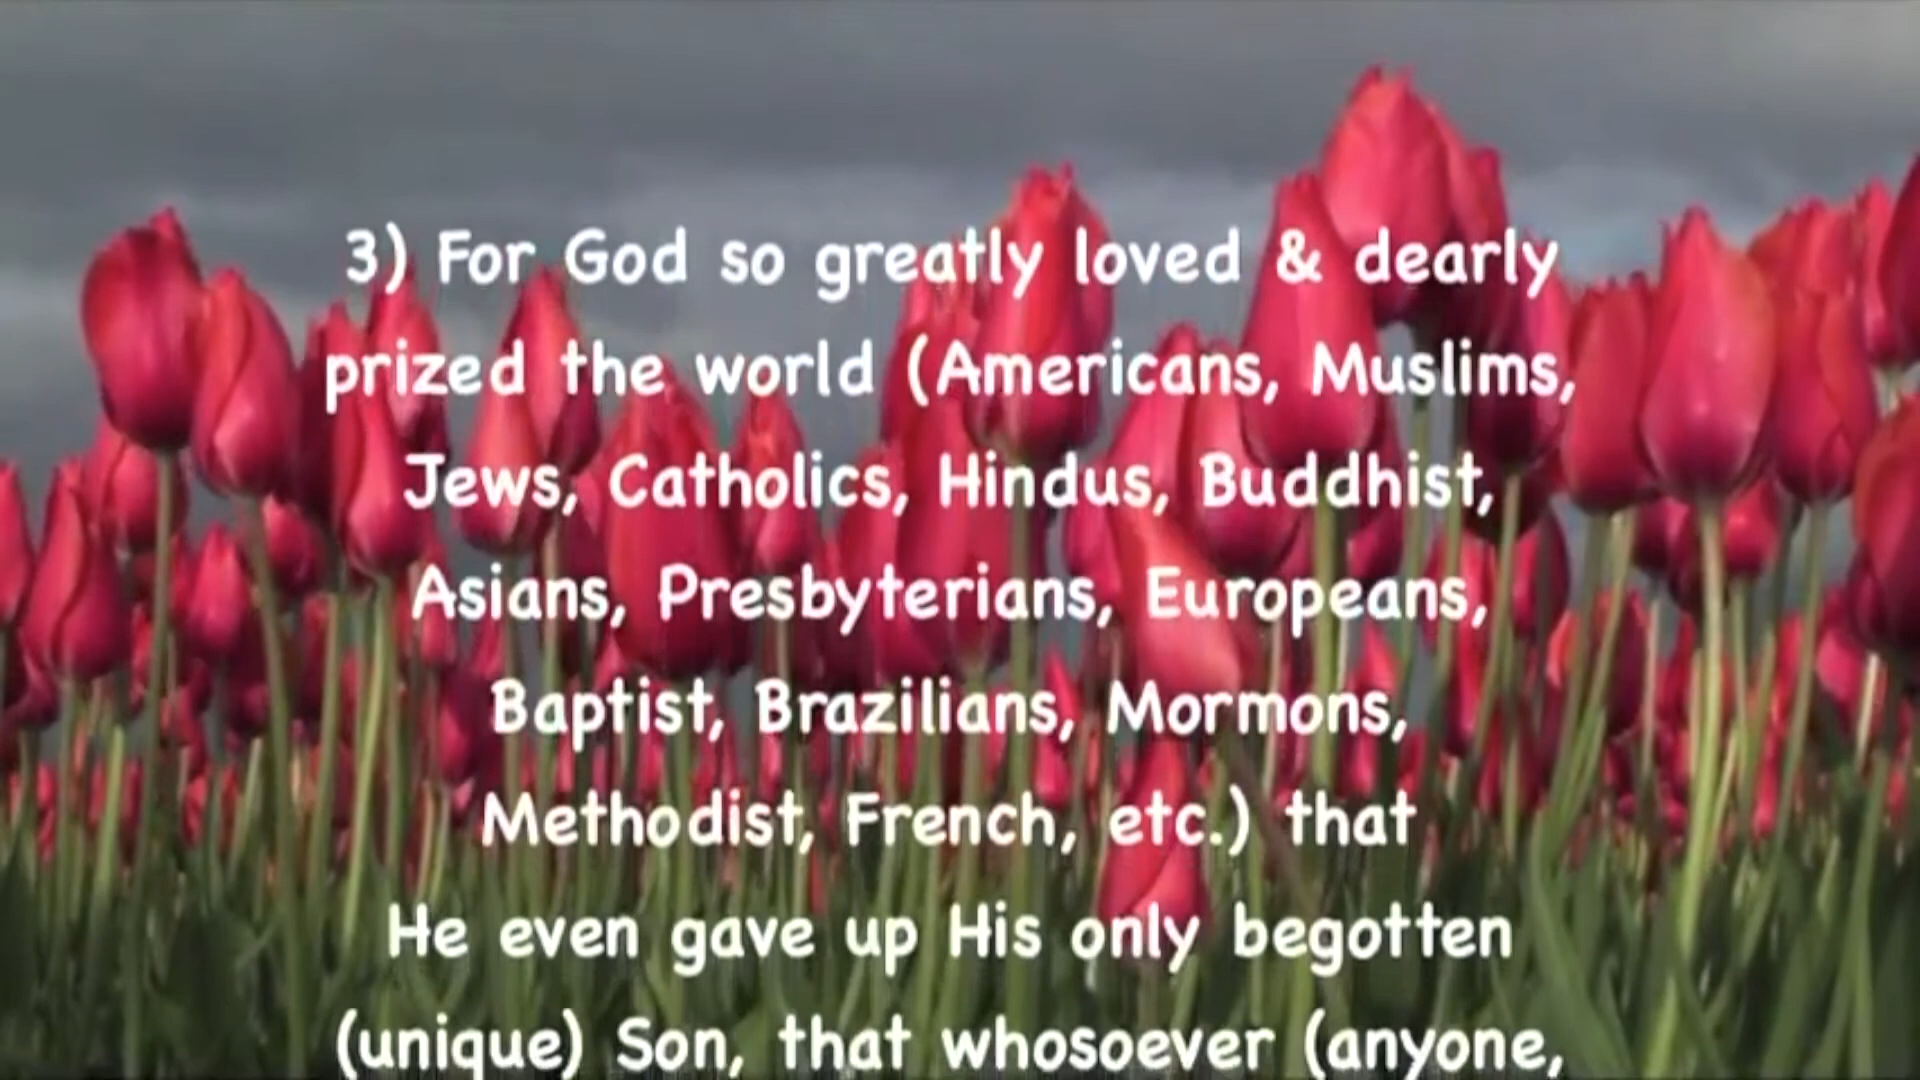 3) For God so greatly loved & dearly
prized the world (Americans, Muslims,
Jews, Catholics, Hindus, Buddhist,
Asians, Presbyterians, Europeans,
Baptist, Brazilians, Mormons,
Methodist, French, etc.) that
He even gave up His only begotten
(unique) Son, that whosoever (anyone,